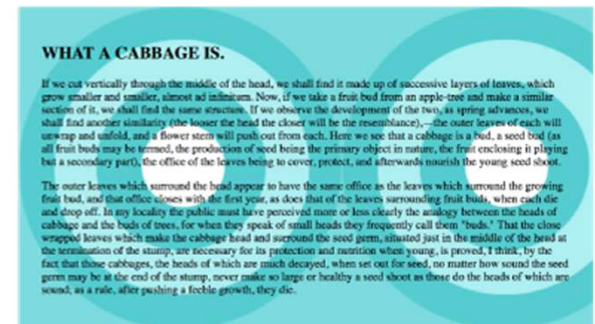 WHAT A CABBAGE IS.
If we cut vertically through the middle of the head, we shall find it made up of successive layers of leaves, which
grow smaller and smaller, almost ad infinitum. Now, if we take a fruit bud from an apple-tree and make a similar
section of it, we shall find the same structure. If we observe the development of the two, as spring advances, we
shall find another similarity (the looser the head the closer will be the resemblance),—the outer leaves of each will
unwrap and unfold, and a flower stem will push out from each. Here we see that a cabbage is a bud, a seed bud (as
all fruit buds may be termed, the production of seed being the primary object in nature, the fruit enclosing it playing
but a secondary part), the office of the leaves being to cover, protect, and afterwards nourish the young seed shoot.
The outer leaves which surround the head appear to have the same office as the leaves which surround the growing
fruit bud, and that office closes with the first year, as does that of the leaves surrounding fruit buds, when each die
and drop off. In my locality the public must have perceived more or less clearly the analogy between the heads of
cabbage and the buds of trees, for when they speak of small heads they frequently call them "buds." That the close
wrapped leaves which make the cabbage head and surround the seed germ, situated just in the middle of the head at
the termination of the stump, are necessary for its protection and nutrition when young, is proved, I think, by the
fact that those cabbages, the heads of which are much decayed, when set out for seed, no matter how sound the seed
germ may be at the end of the stump, never make so large or healthy a seed shoot as those do the heads of which are
sound; as a rule, after pushing a feeble growth, they die.